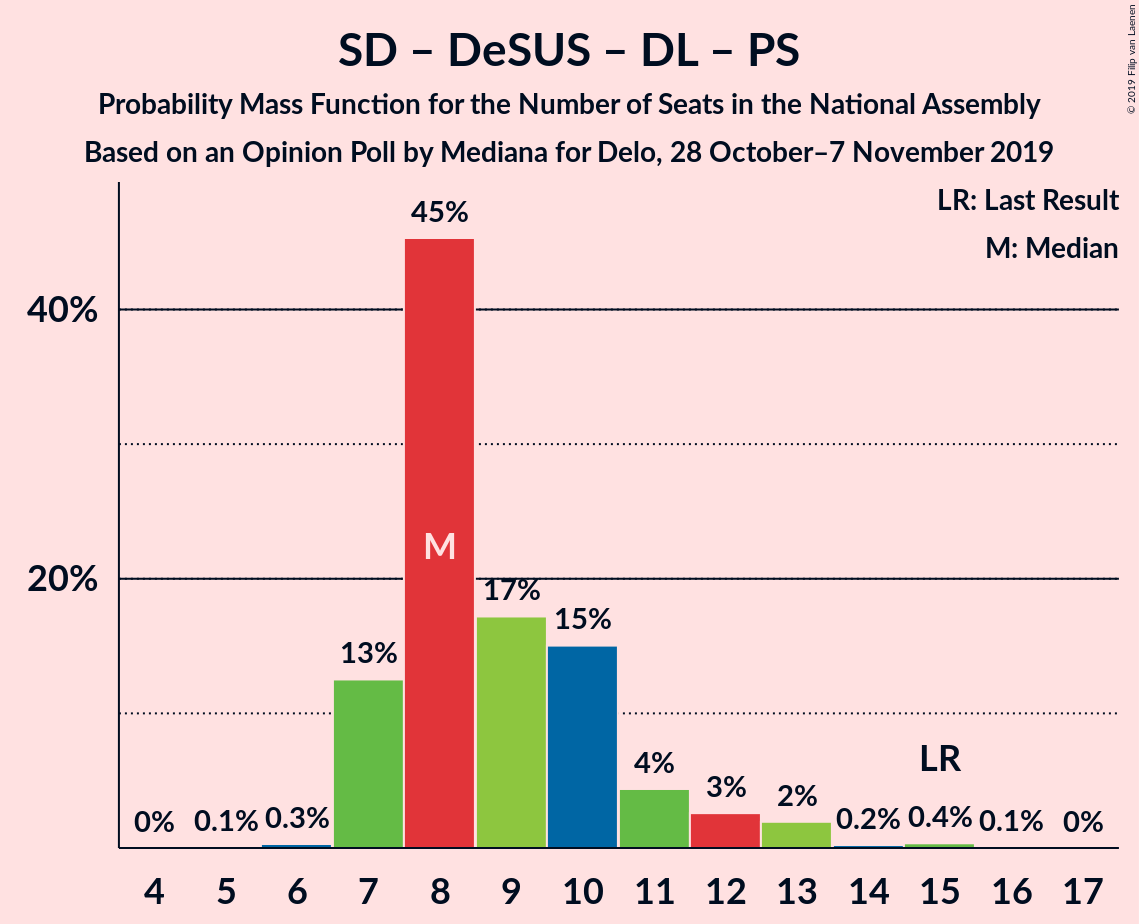 SD – DeSUS – DL – PS
Probability Mass Function for the Number of Seats in the National Assembly
Based on an Opinion Poll by Mediana for Delo, 28 October–7 November 2019
© 2019 Filip van Laenen
LR: Last Result
M: Median
45%
40%
M
20%
17%
15%
13%
LR
4%
3%
2%
0% 0.1% 0.3% 0.2% 0.4% 0.1% 0%
4 5 6 7 8 9 10 11 12 13 14 15 16 17